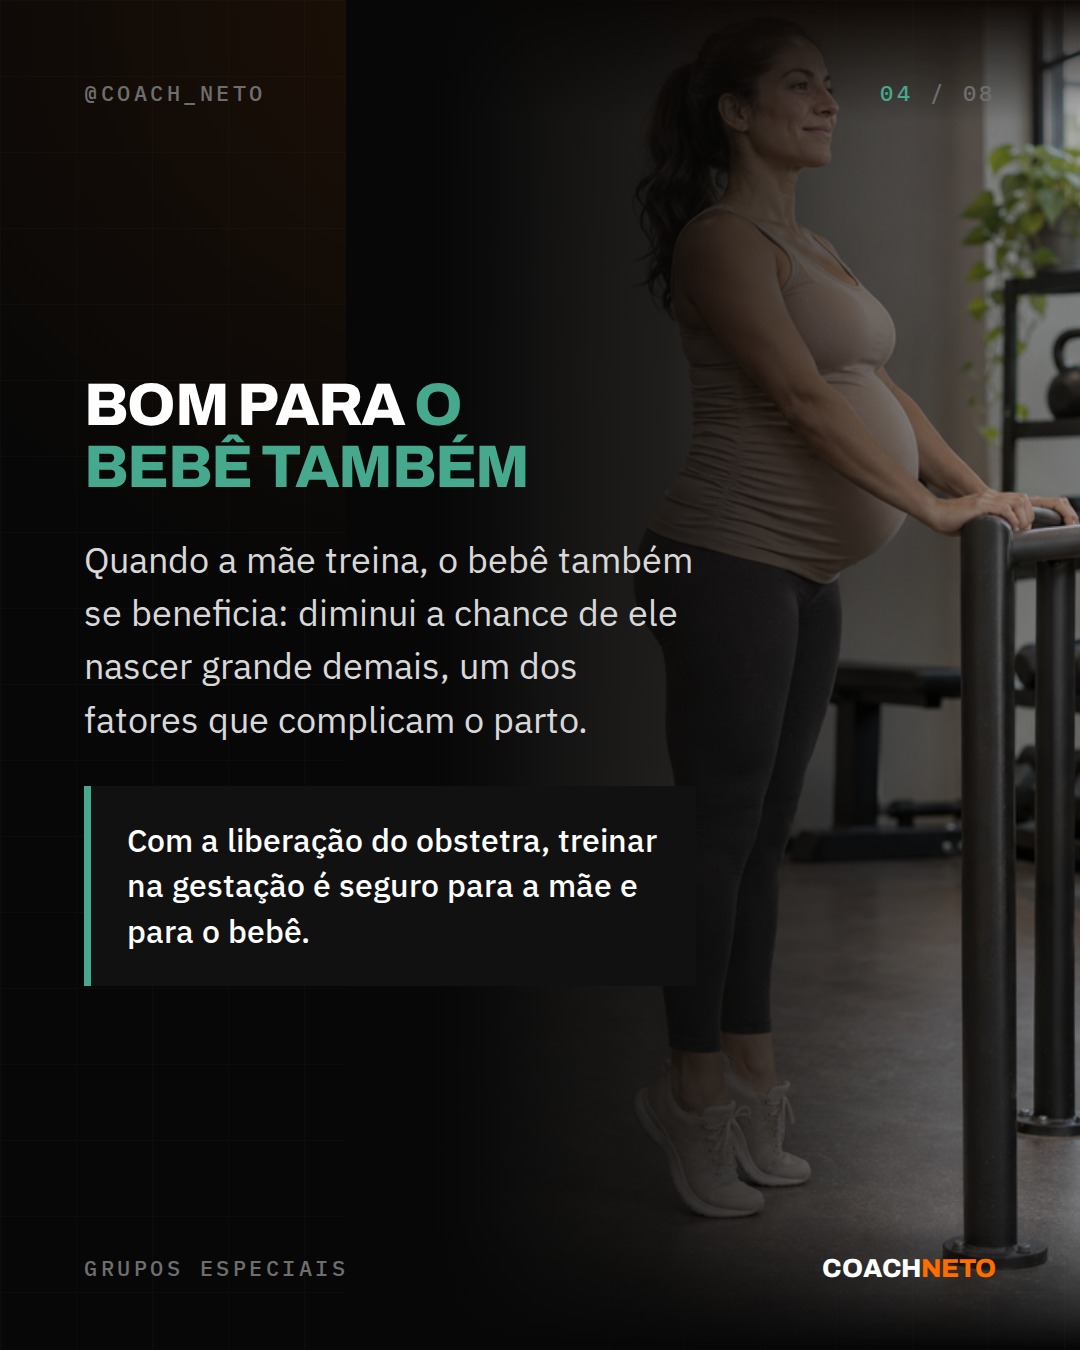 @COACH_NETO
04 / 08
BOM PARA O
BEBÊ TAMBÉM
Quando a mãe treina, o bebê também
se beneficia: diminui a chance de ele
nascer grande demais, um dos
fatores que complicam o parto.
Com a liberação do obstetra, treinar
na gestação é seguro para a mãe e
para o bebê.
GRUPOS ESPECIAIS
COACHNETO